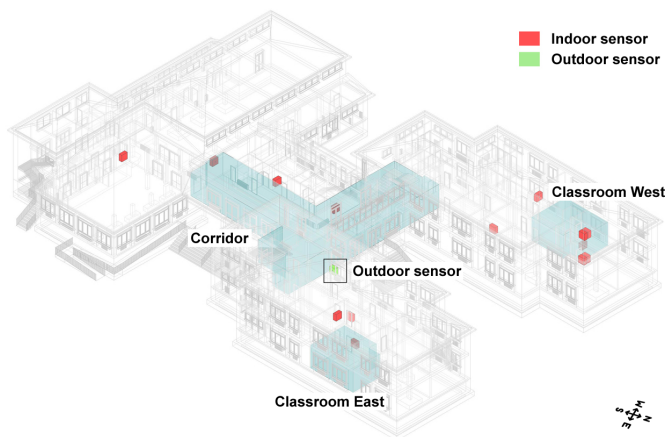 Indoor sensor
Outdoor sensor
Classroom West
Corridor
Outdoor sensor
Classroom East
W
S
N
E